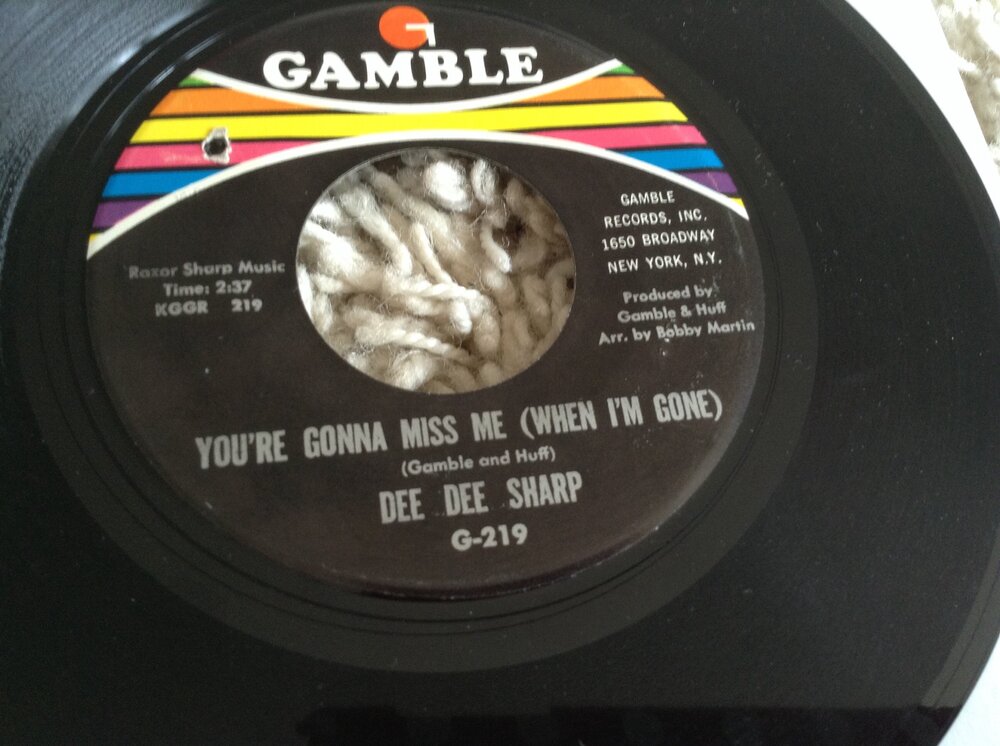 GAMBLE
GAMBLE
RECORDS, INC.
1650 BROADWAY
NEW YORK, N.Y.
Razor Sharp Music
Time: 2:37
KGGR 219
Produced by
Gamble & Huff
Arr. by Bobby Martin
YOU'RE GONNA MISS ME (WHEN I'M GONE)
(Gamble and Huff)
DEE DEE SHARP
G-219